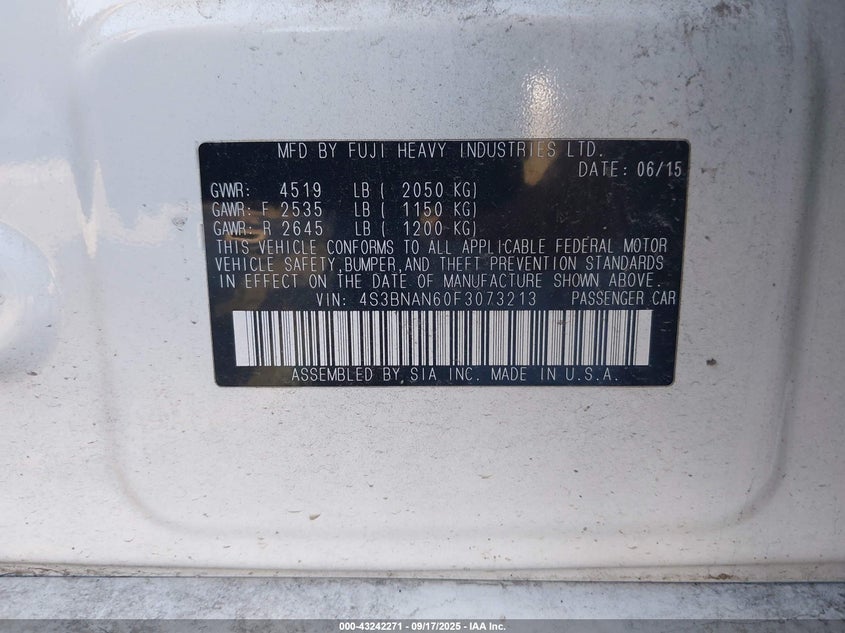 MFD BY FUJI HEAVY INDUSTRIES LTD.
DATE: 06/15
GVWR: 4519 LB ( 2050 KG)
GAWR: F 2535 LB ( 1150 KG)
GAWR: R 2645 LB ( 1200 KG)
THIS VEHICLE CONFORMS TO ALL APPLICABLE FEDERAL MOTOR
VEHICLE SAFETY, BUMPER, AND THEFT PREVENTION STANDARDS
IN EFFECT ON THE DATE OF MANUFACTURE SHOWN ABOVE.
VIN: 4S3BNAN60F3073213 PASSENGER CAR
ASSEMBLED BY SIA INC. MADE IN U.S.A.
000-43242271 - 09/17/2025 - IAA Inc.